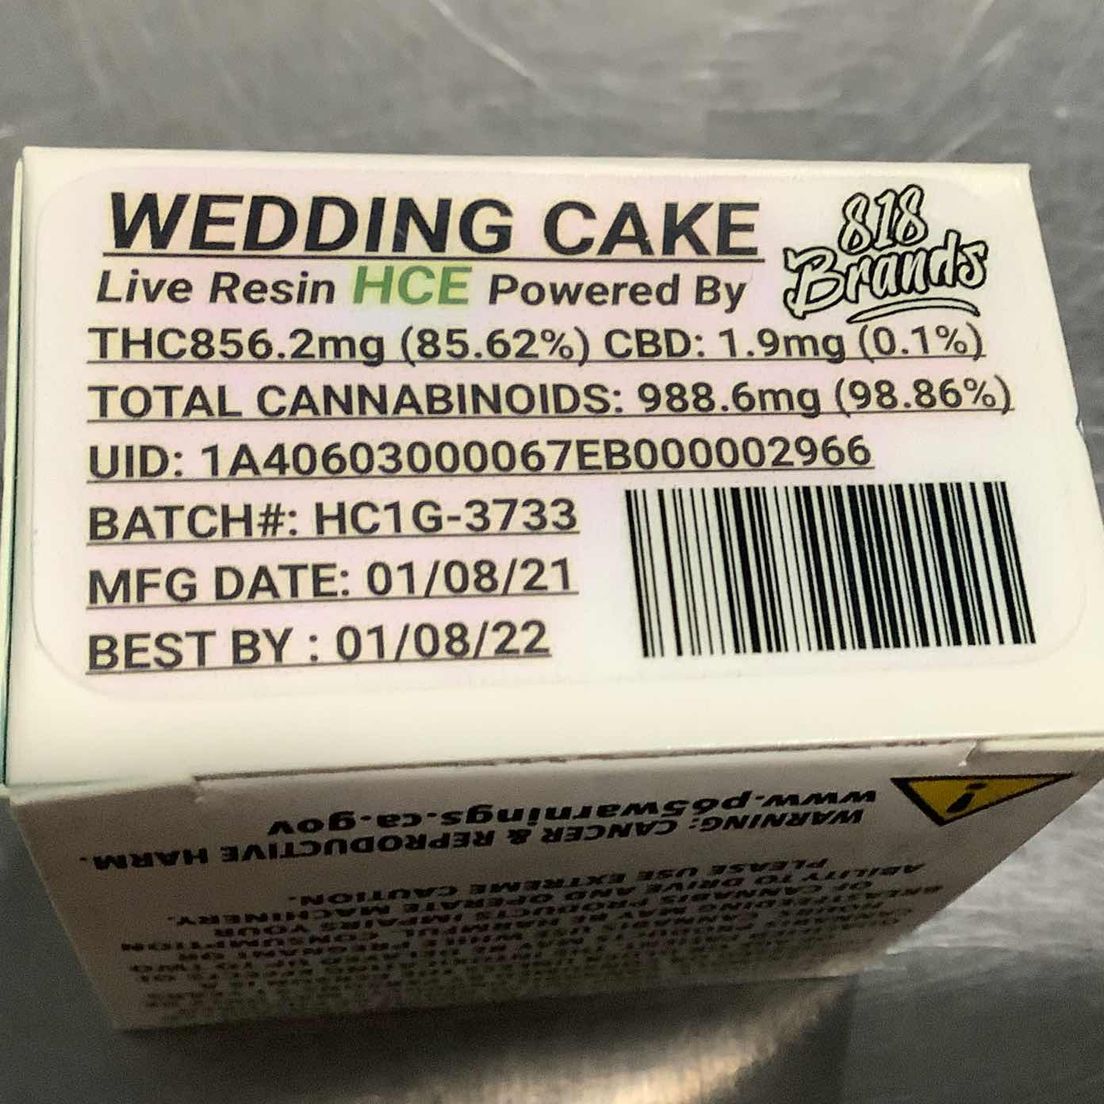 WEDDING CAKE
818 Brands
Live Resin HCE Powered By
THC856.2mg (85.62%) CBD: 1.9mg (0.1%)
TOTAL CANNABINOIDS: 988.6mg (98.86%)
UID: 1A40603000067EB000002966
BATCH#: HC1G-3733
MFG DATE: 01/08/21
BEST BY : 01/08/22
ABILITY TO DRIVE AND OPERATE MACHINERY.
PLEASE USE EXTREME CAUTION.
WARNING: CANCER & REPRODUCTIVE HARM.
www.p65warnings.ca.gov